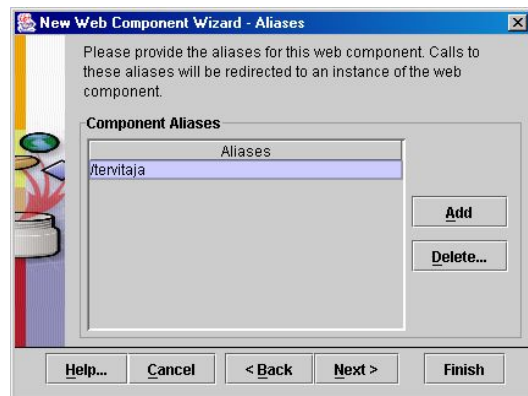 New Web Component Wizard - Aliases
Please provide the aliases for this web component. Calls to
these aliases will be redirected to an instance of the web
component.
Component Aliases
Aliases
/tervitaja
Add
Delete...
Help... Cancel < Back Next > Finish